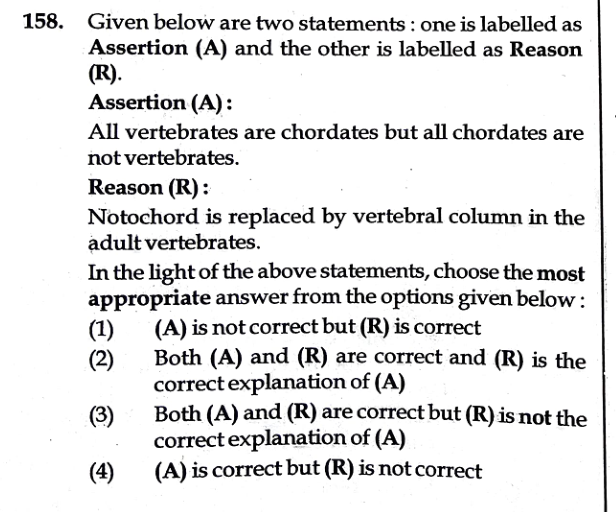 158. Given below are two statements : one is labelled as
Assertion (A) and the other is labelled as Reason
(R).
Assertion (A) :
All vertebrates are chordates but all chordates are
not vertebrates.
Reason (R) :
Notochord is replaced by vertebral column in the
adult vertebrates.
In the light of the above statements, choose the most
appropriate answer from the options given below :
(1) (A) is not correct but (R) is correct
(2) Both (A) and (R) are correct and (R) is the
correct explanation of (A)
(3) Both (A) and (R) are correct but (R) is not the
correct explanation of (A)
(4) (A) is correct but (R) is not correct